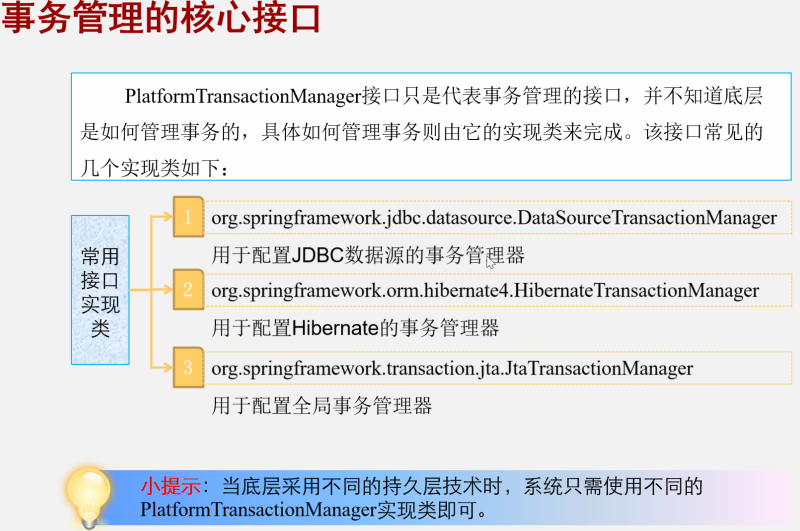 事务管理的核心接口
PlatformTransactionManager接口只是代表事务管理的接口，并不知道底层
是如何管理事务的，具体如何管理事务则由它的实现类来完成。该接口常见的
几个实现类如下：
常用
接口
实现
类
1
org.springframework.jdbc.datasource.DataSourceTransactionManager
用于配置JDBC数据源的事务管理器
2
org.springframework.orm.hibernate4.HibernateTransactionManager
用于配置Hibernate的事务管理器
3
org.springframework.transaction.jta.JtaTransactionManager
用于配置全局事务管理器
小提示：当底层采用不同的持久层技术时，系统只需使用不同的
PlatformTransactionManager实现类即可。